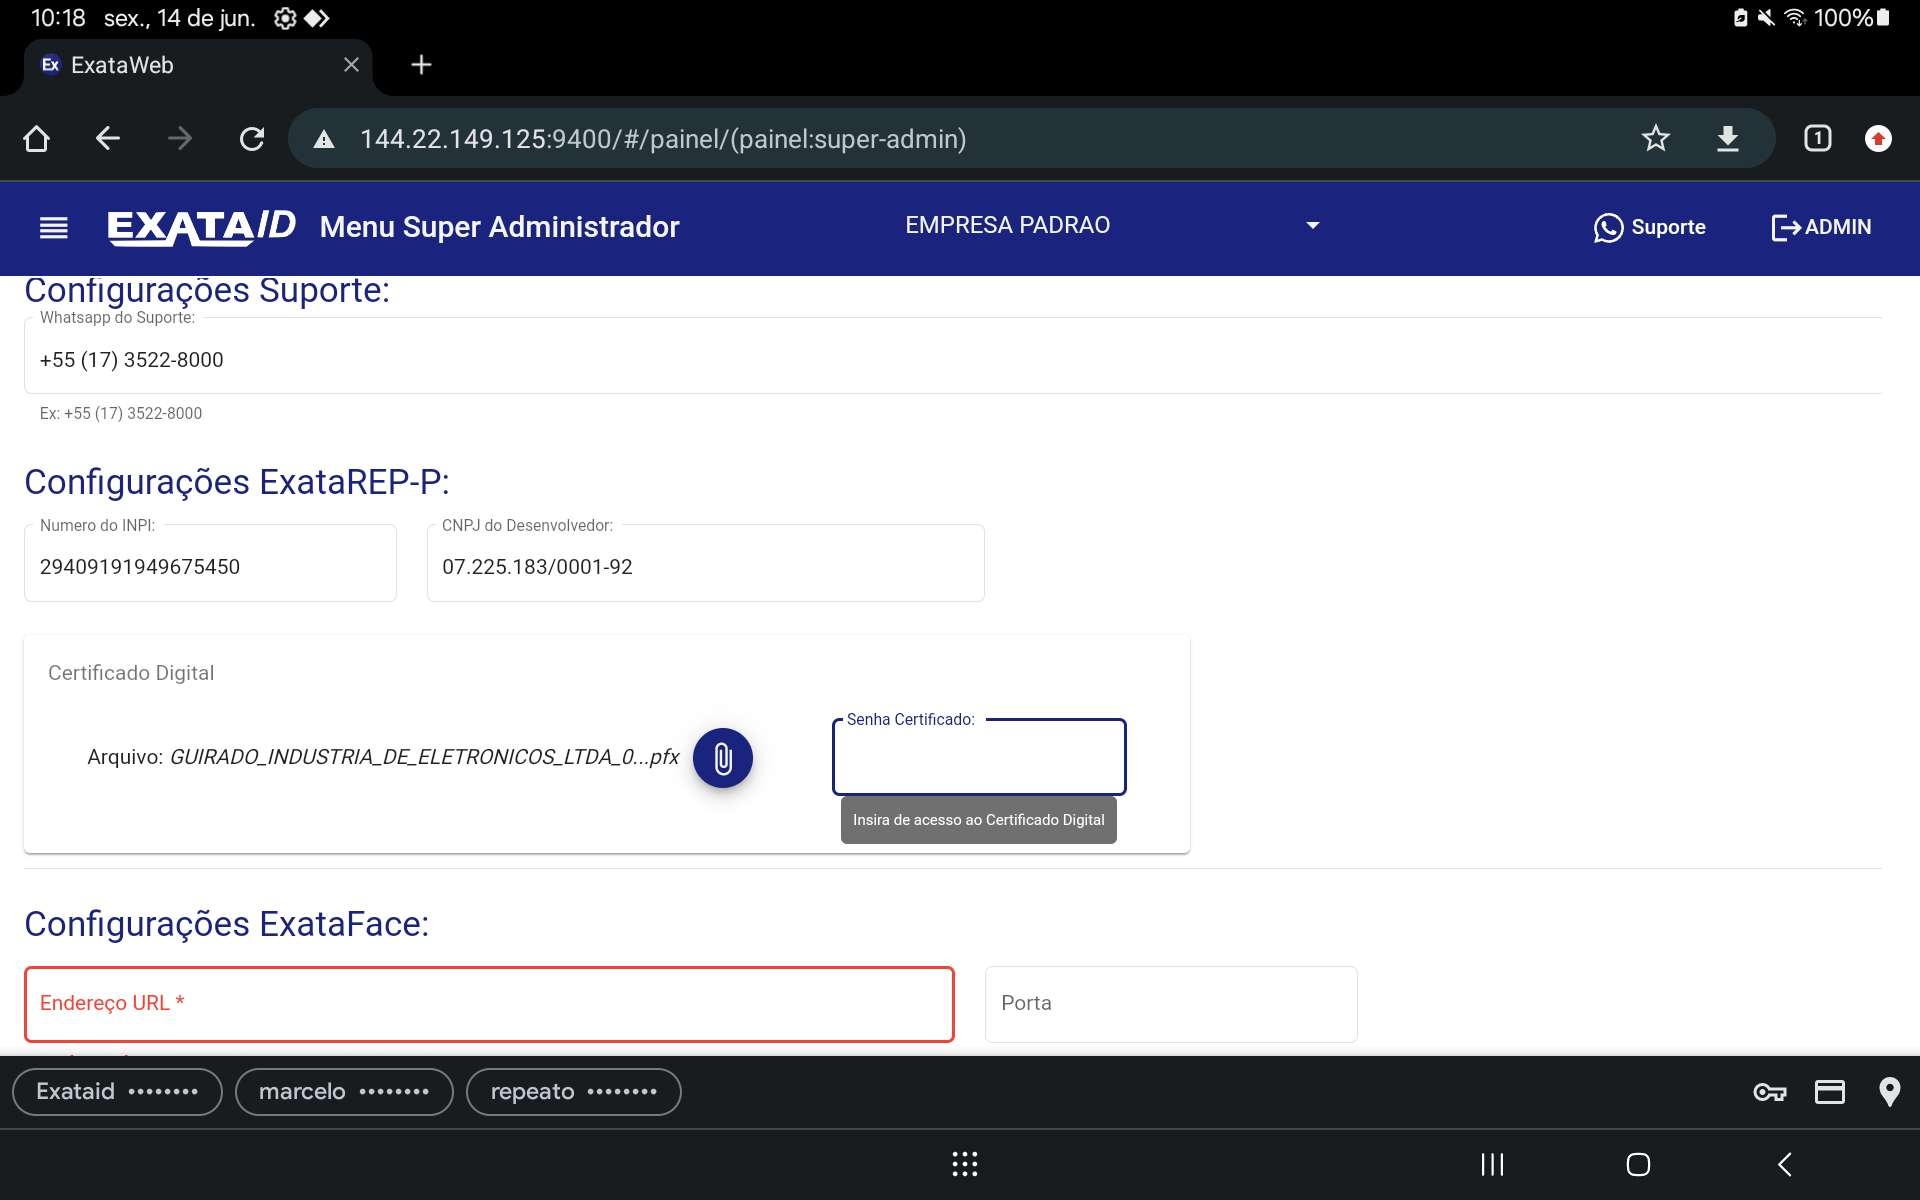 10:18 sex., 14 de jun. 100%
Ex ExataWeb
144.22.149.125:9400/#/painel/(painel:super-admin) 1
EXATAID Menu Super Administrador EMPRESA PADRAO Suporte ADMIN
Configurações Suporte:
Whatsapp do Suporte:
+55 (17) 3522-8000
Ex: +55 (17) 3522-8000
Configurações ExataREP-P:
Numero do INPI: CNPJ do Desenvolvedor:
29409191949675450 07.225.183/0001-92
Certificado Digital
Senha Certificado:
Arquivo: GUIRADO_INDUSTRIA_DE_ELETRONICOS_LTDA_0...pfx
Insira de acesso ao Certificado Digital
Configurações ExataFace:
Endereço URL * Porta
Exataid •••••••• marcelo •••••••• repeato ••••••••